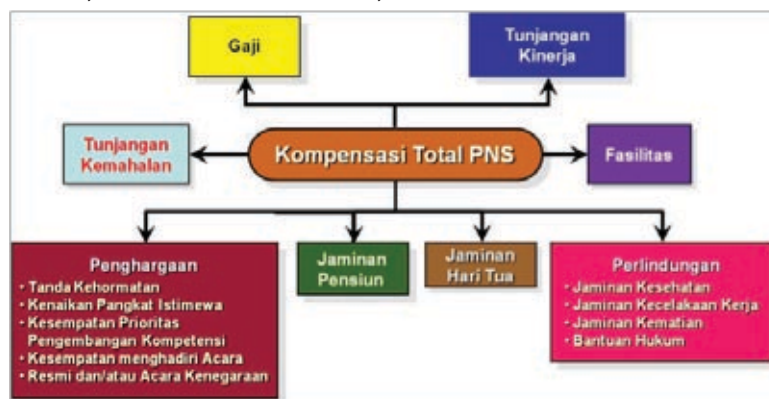 Gaji
Tunjangan
Kinerja
Tunjangan
Kemahalan
Kompensasi Total PNS
Fasilitas
Penghargaan
• Tanda Kehormatan
• Kenaikan Pangkat Istimewa
• Kesempatan Prioritas
Pengembangan Kompetensi
• Kesempatan menghadiri Acara
• Resmi dan/atau Acara Kenegaraan
Jaminan
Pensiun
Jaminan
Hari Tua
Perlindungan
• Jaminan Kesehatan
• Jaminan Kecelakaan Kerja
• Jaminan Kematian
• Bantuan Hukum